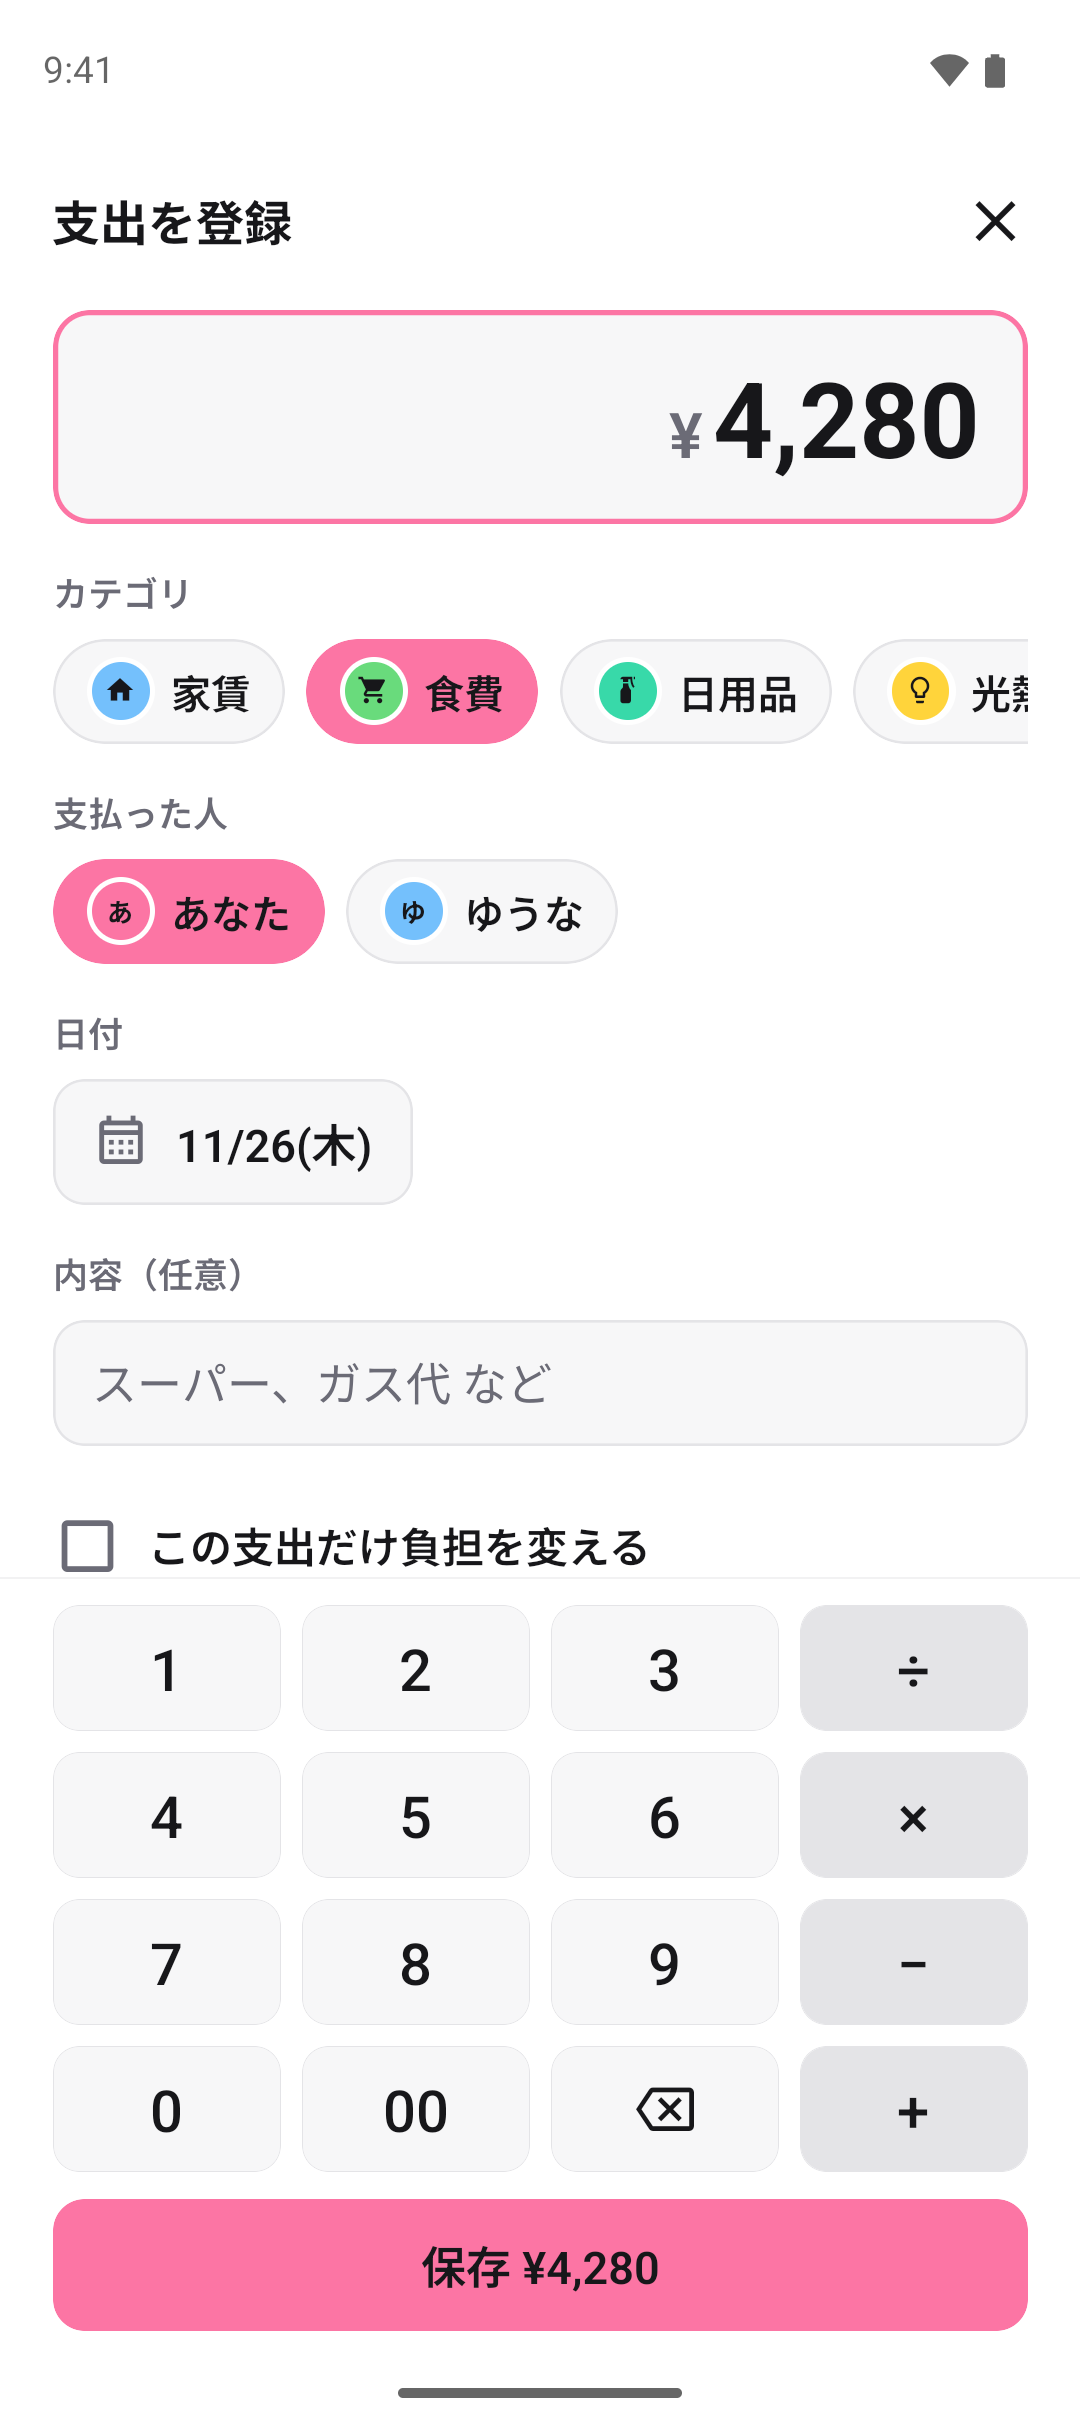 9:41
支出を登録
¥4,280
カテゴリ
家賃 食費 日用品 光熱
支払った人
あ あなた ゆ ゆうな
日付
11/26(木)
内容（任意）
スーパー、ガス代 など
この支出だけ負担を変える
1 2 3 ÷
4 5 6 ×
7 8 9 −
0 00 +
保存 ¥4,280